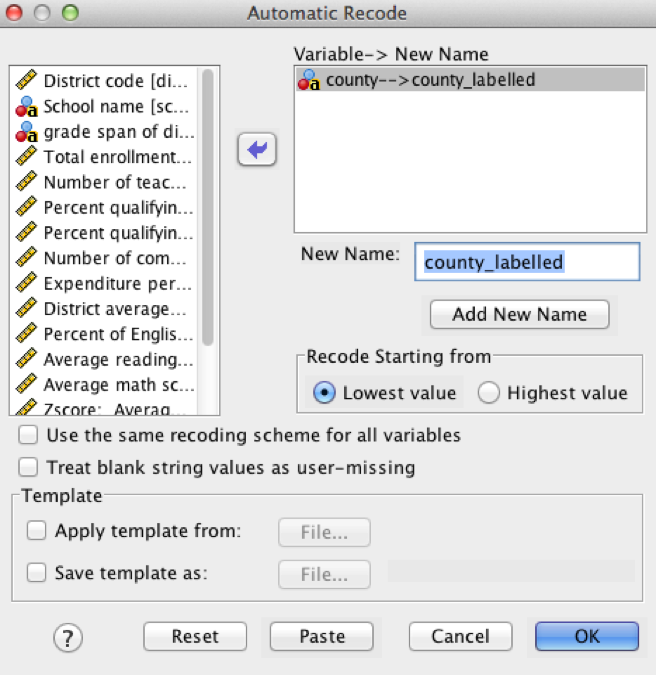 Automatic Recode
Variable-> New Name
county-->county_labelled
District code [di...
School name [sc...
grade span of di...
Total enrollment...
Number of teac...
Percent qualifyin...
Percent qualifyin...
Number of com...
Expenditure per...
District average...
Percent of Englis...
Average reading...
Average math sc...
Zscore: Averag...
New Name: county_labelled
Add New Name
Recode Starting from
Lowest value Highest value
Use the same recoding scheme for all variables
Treat blank string values as user-missing
Template
Apply template from: File...
Save template as: File...
? Reset Paste Cancel OK